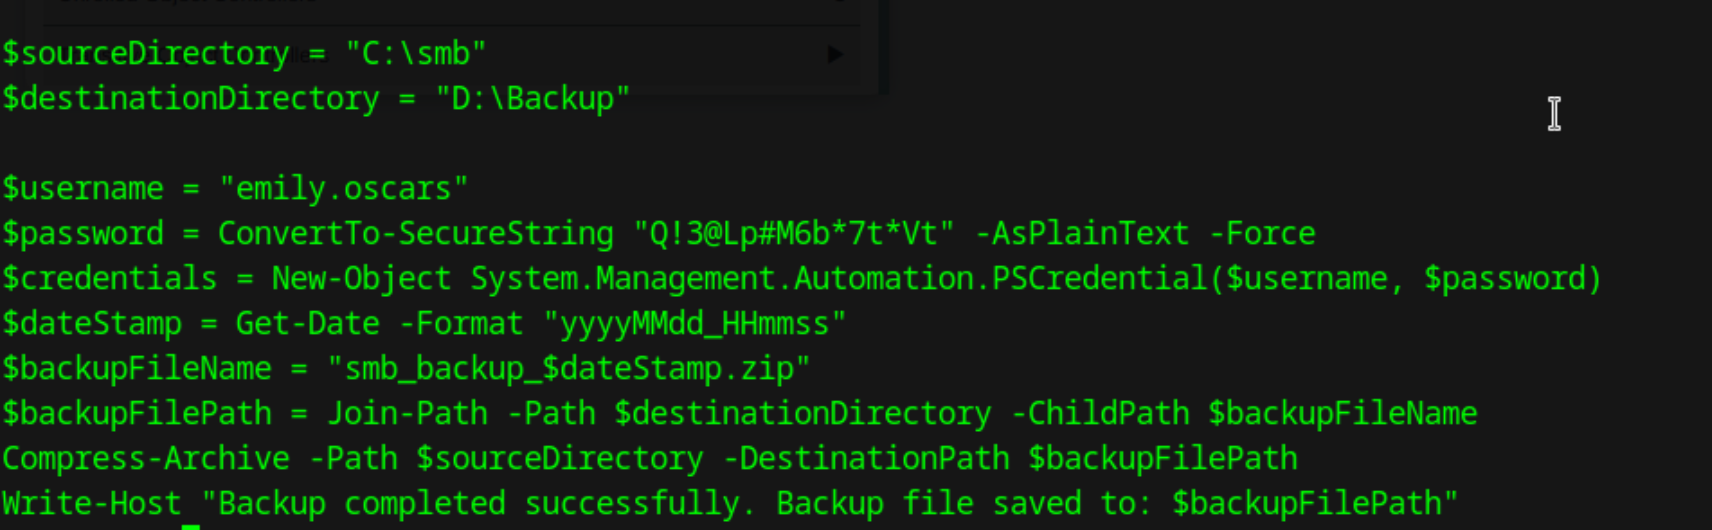 $sourceDirectory = "C:\smb"
$destinationDirectory = "D:\Backup"
$username = "emily.oscars"
$password = ConvertTo-SecureString "Q!3@Lp#M6b*7t*Vt" -AsPlainText -Force
$credentials = New-Object System.Management.Automation.PSCredential($username, $password)
$dateStamp = Get-Date -Format "yyyyMMdd_HHmmss"
$backupFileName = "smb_backup_$dateStamp.zip"
$backupFilePath = Join-Path -Path $destinationDirectory -ChildPath $backupFileName
Compress-Archive -Path $sourceDirectory -DestinationPath $backupFilePath
Write-Host "Backup completed successfully. Backup file saved to: $backupFilePath"